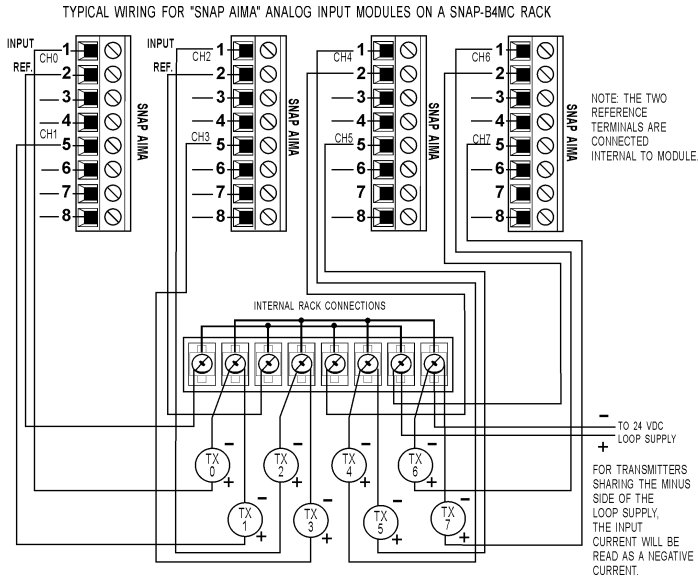 TYPICAL WIRING FOR "SNAP AIMA" ANALOG INPUT MODULES ON A SNAP-B4MC RACK
INPUT
REF.
CH0
CH1
1
2
3
4
5
6
7
8
SNAP AIMA
INPUT
REF.
CH2
CH3
1
2
3
4
5
6
7
8
SNAP AIMA
CH4
CH5
1
2
3
4
5
6
7
8
SNAP AIMA
CH6
CH7
1
2
3
4
5
6
7
8
SNAP AIMA
NOTE: THE TWO
REFERENCE
TERMINALS ARE
CONNECTED
INTERNAL TO MODULE.
INTERNAL RACK CONNECTIONS
TX
0
- +
TX
1
- +
TX
2
- +
TX
3
- +
TX
4
- +
TX
5
- +
TX
6
- +
TX
7
- +
-
TO 24 VDC
LOOP SUPPLY
+
FOR TRANSMITTERS
SHARING THE MINUS
SIDE OF THE
LOOP SUPPLY,
THE INPUT
CURRENT WILL BE
READ AS A NEGATIVE
CURRENT.